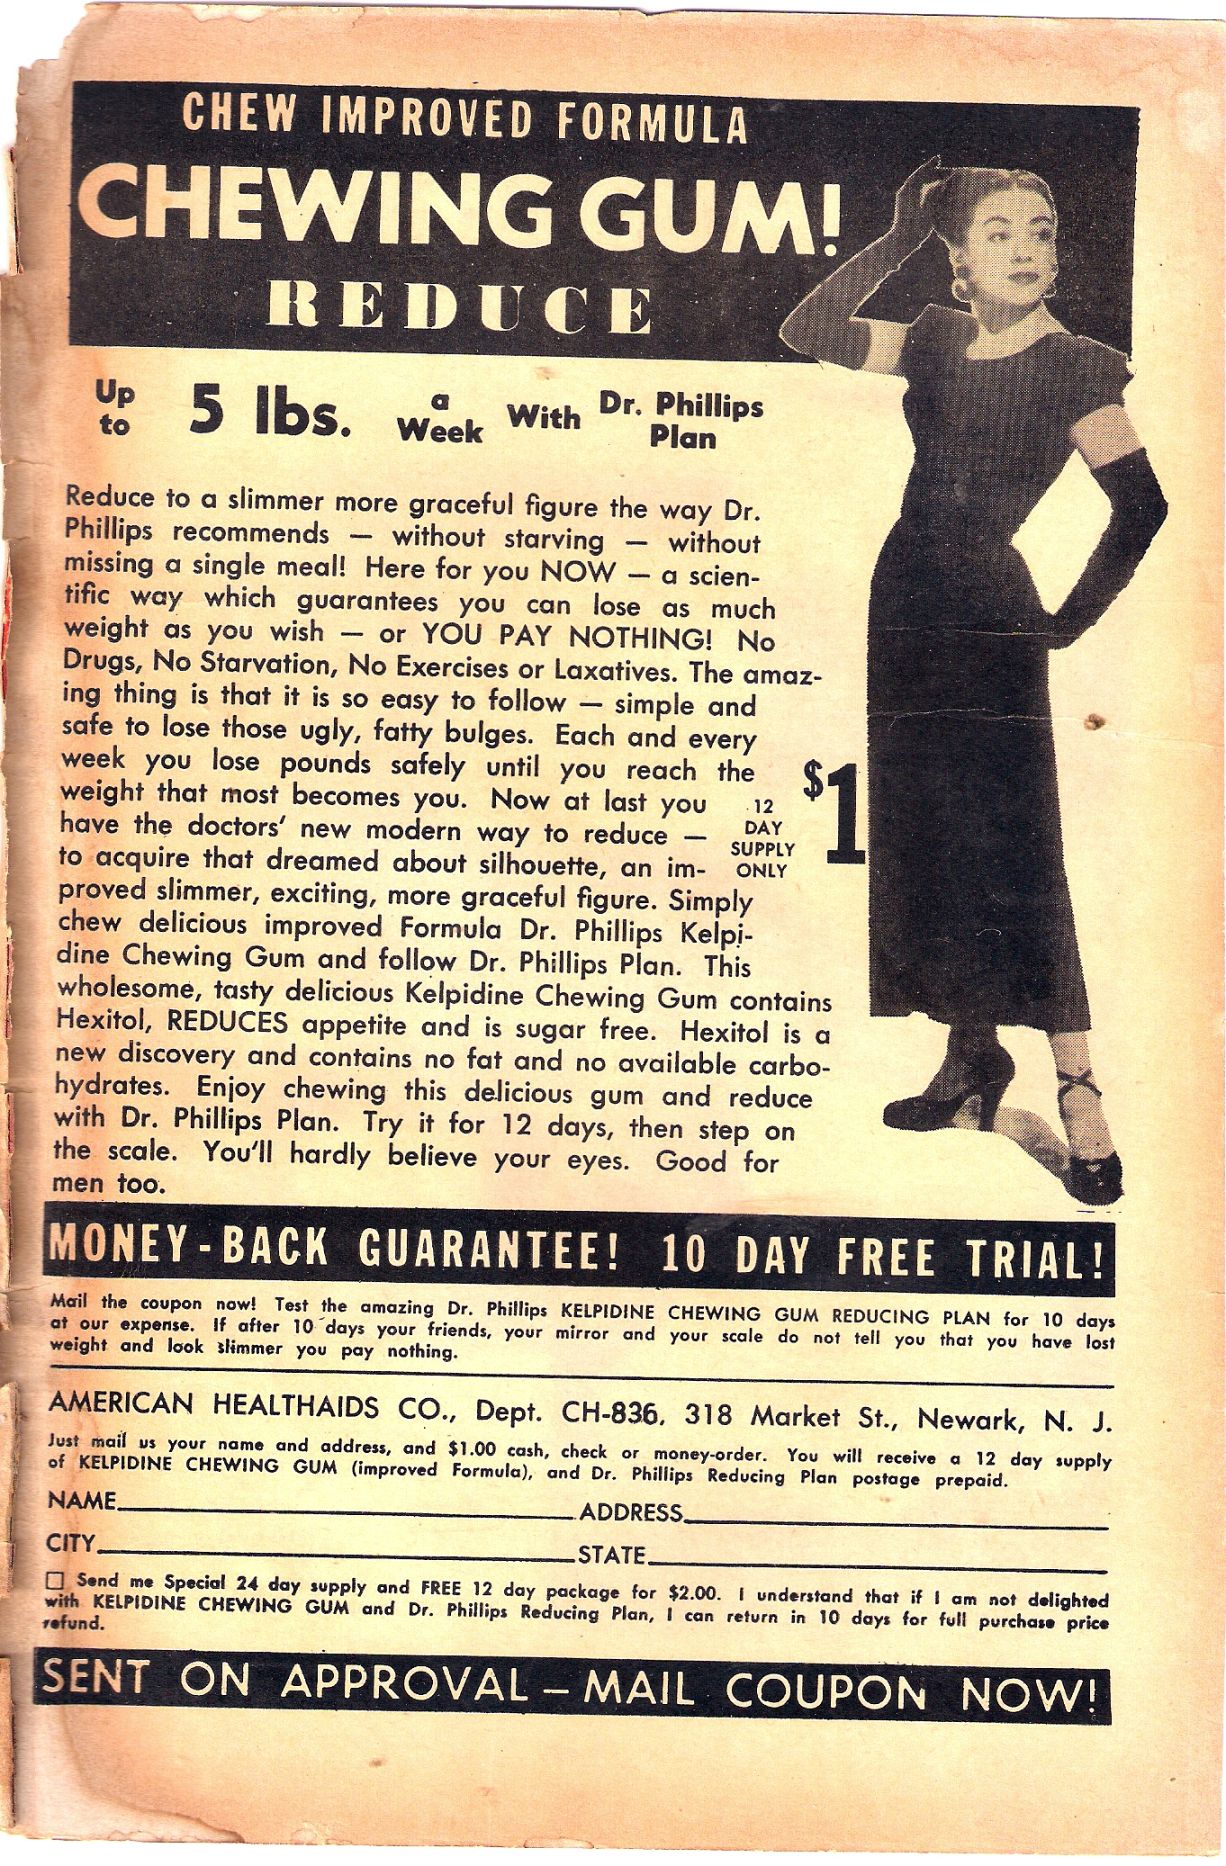 CHEW IMPROVED FORMULA
CHEWING GUM!
REDUCE
Up to 5 lbs. a Week With Dr. Phillips Plan
Reduce to a slimmer more graceful figure the way Dr.
Phillips recommends — without starving — without
missing a single meal! Here for you NOW — a scien-
tific way which guarantees you can lose as much
weight as you wish — or YOU PAY NOTHING! No
Drugs, No Starvation, No Exercises or Laxatives. The amaz-
ing thing is that it is so easy to follow — simple and
safe to lose those ugly, fatty bulges. Each and every
week you lose pounds safely until you reach the
weight that most becomes you. Now at last you
have the doctors' new modern way to reduce —
to acquire that dreamed about silhouette, an im-
proved slimmer, exciting, more graceful figure. Simply
chew delicious improved Formula Dr. Phillips Kelpi-
dine Chewing Gum and follow Dr. Phillips Plan. This
wholesome, tasty delicious Kelpidine Chewing Gum contains
Hexitol, REDUCES appetite and is sugar free. Hexitol is a
new discovery and contains no fat and no available carbo-
hydrates. Enjoy chewing this delicious gum and reduce
with Dr. Phillips Plan. Try it for 12 days, then step on
the scale. You'll hardly believe your eyes. Good for
men too.
12
DAY
SUPPLY
ONLY
$1
MONEY-BACK GUARANTEE! 10 DAY FREE TRIAL!
Mail the coupon now! Test the amazing Dr. Phillips KELPIDINE CHEWING GUM REDUCING PLAN for 10 days
at our expense. If after 10 days your friends, your mirror and your scale do not tell you that you have lost
weight and look slimmer you pay nothing.
AMERICAN HEALTHAIDS CO., Dept. CH-836, 318 Market St., Newark, N. J.
Just mail us your name and address, and $1.00 cash, check or money-order. You will receive a 12 day supply
of KELPIDINE CHEWING GUM (improved Formula), and Dr. Phillips Reducing Plan postage prepaid.
NAME ADDRESS
CITY STATE
☐ Send me Special 24 day supply and FREE 12 day package for $2.00. I understand that if I am not delighted
with KELPIDINE CHEWING GUM and Dr. Phillips Reducing Plan, I can return in 10 days for full purchase price
refund.
SENT ON APPROVAL — MAIL COUPON NOW!